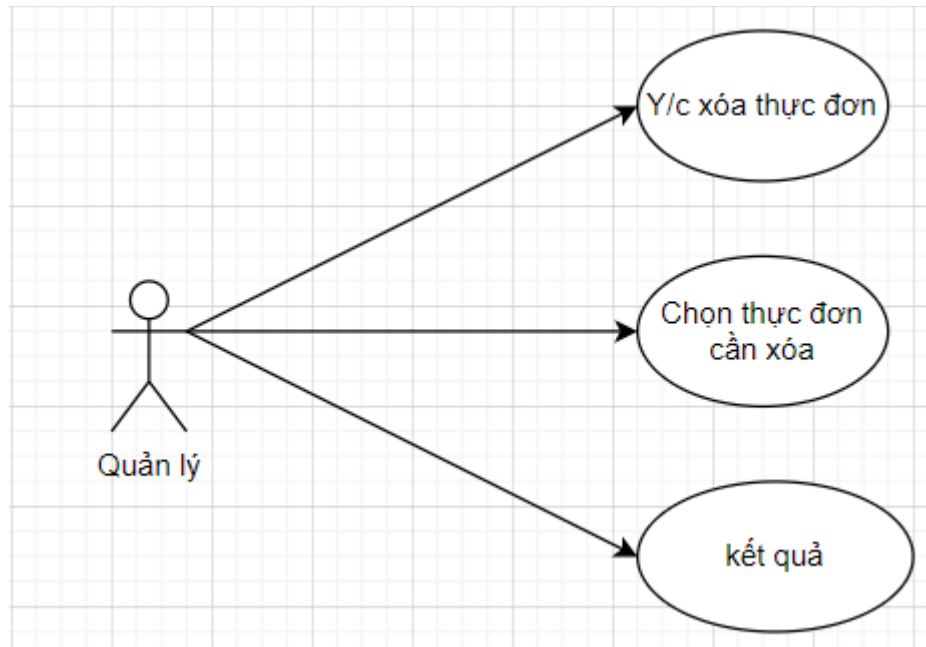 Y/c xóa thực đơn
Chọn thực đơn
cần xóa
Quản lý
kết quả